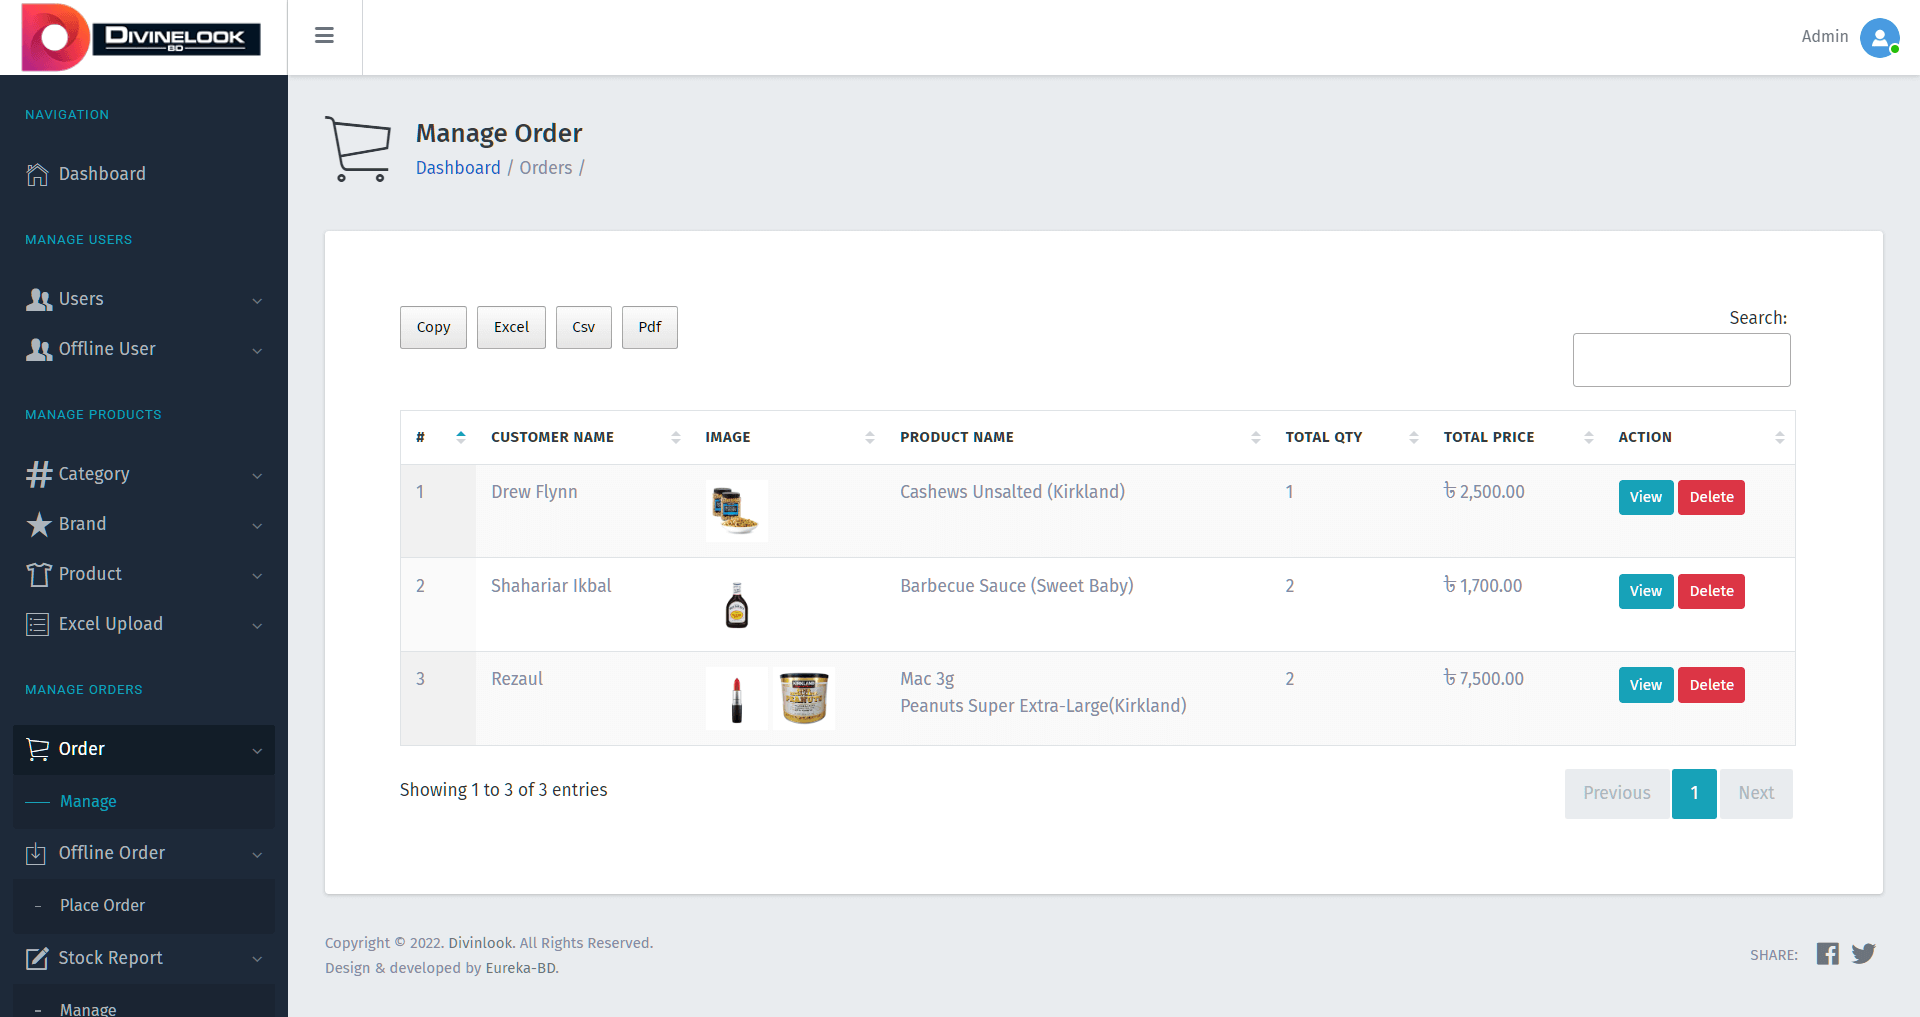 DIVINELOOK
BD
Admin
NAVIGATION
Dashboard
MANAGE USERS
Users
Offline User
MANAGE PRODUCTS
Category
Brand
Product
Excel Upload
MANAGE ORDERS
Order
Manage
Offline Order
Place Order
Stock Report
Manage
Manage Order
Dashboard / Orders /
Copy Excel Csv Pdf
Search:
# CUSTOMER NAME IMAGE PRODUCT NAME TOTAL QTY TOTAL PRICE ACTION
1 Drew Flynn Cashews Unsalted (Kirkland) 1 ৳ 2,500.00 View Delete
2 Shahariar Ikbal Barbecue Sauce (Sweet Baby) 2 ৳ 1,700.00 View Delete
3 Rezaul Mac 3g 2 ৳ 7,500.00 View Delete
Peanuts Super Extra-Large(Kirkland)
Showing 1 to 3 of 3 entries
Previous 1 Next
Copyright © 2022. Divinlook. All Rights Reserved.
Design & developed by Eureka-BD.
SHARE: